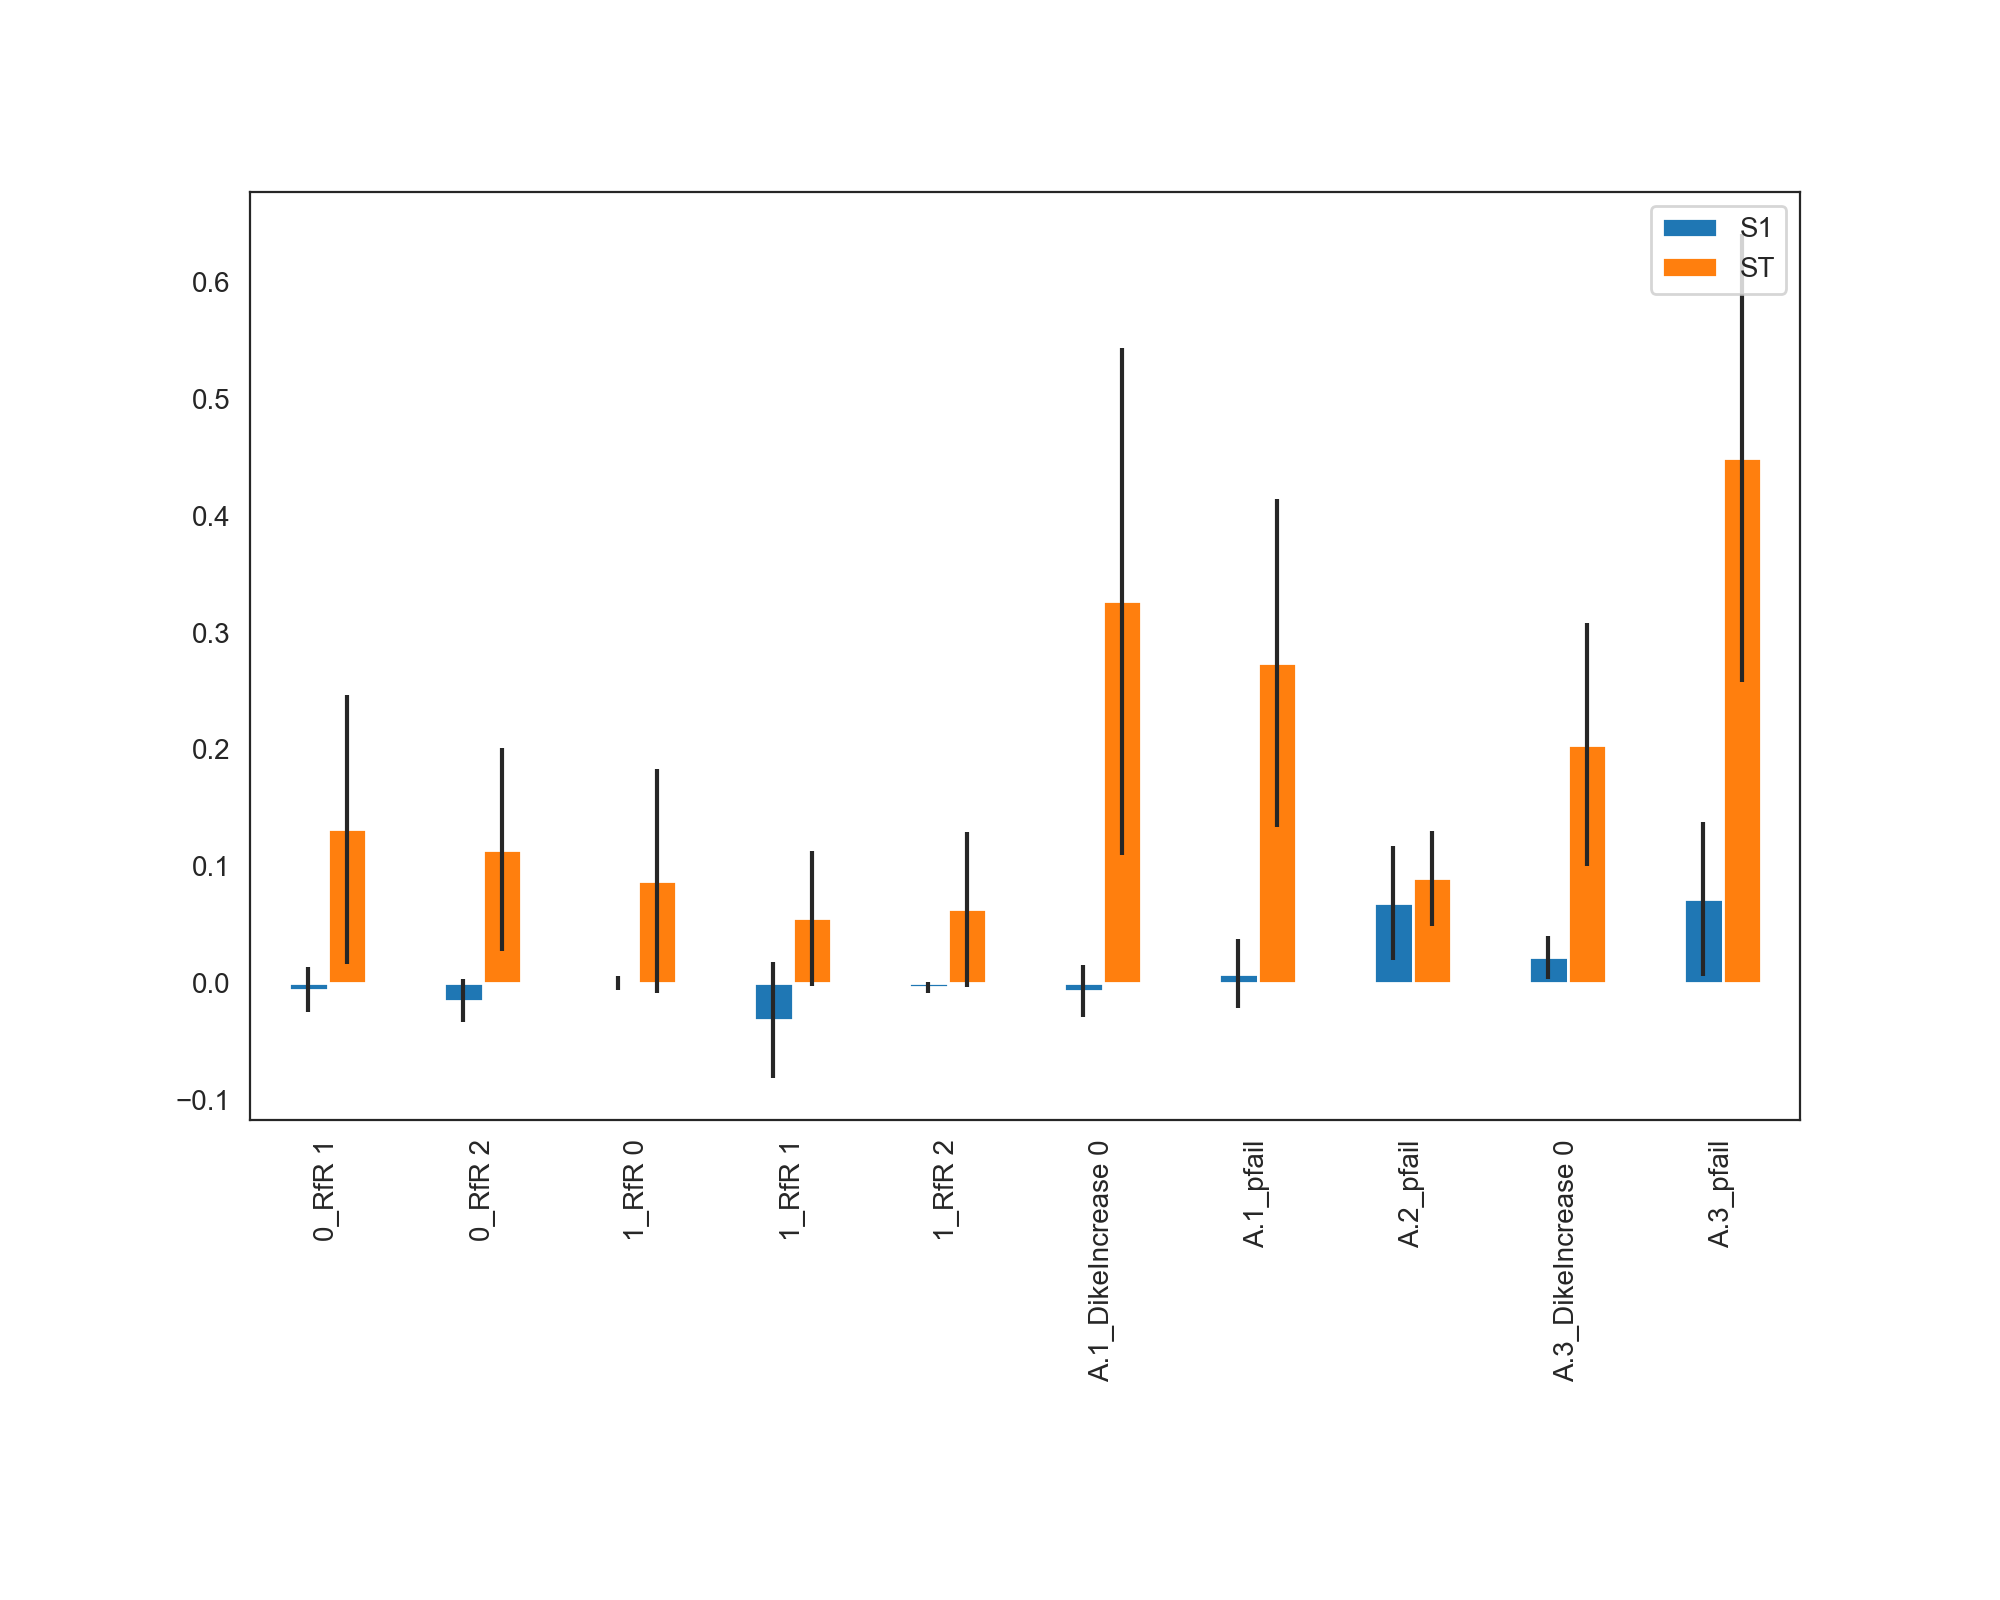 S1
ST
0.6
0.5
0.4
0.3
0.2
0.1
0.0
−0.1
0_RfR 1
0_RfR 2
1_RfR 0
1_RfR 1
1_RfR 2
A.1_DikeIncrease 0
A.1_pfail
A.2_pfail
A.3_DikeIncrease 0
A.3_pfail